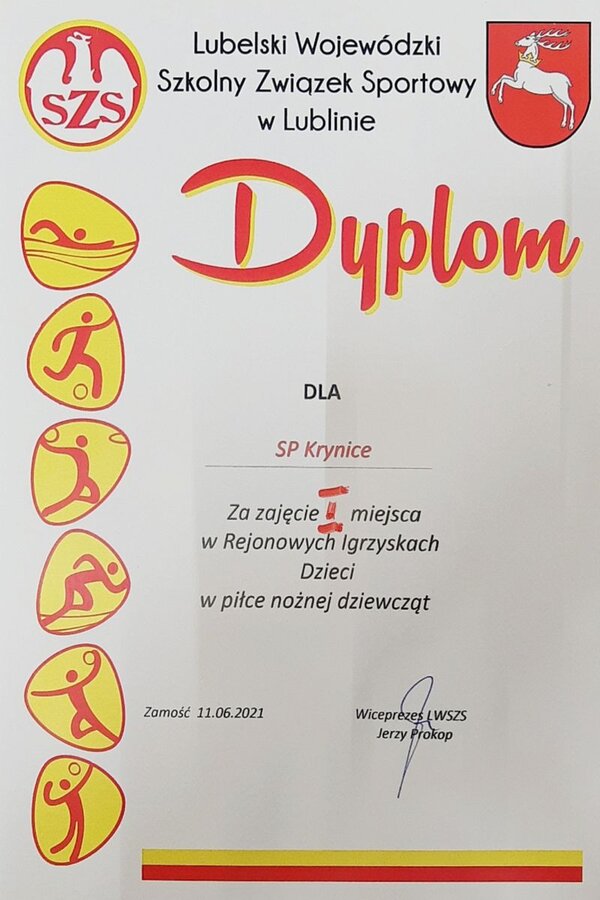 Lubelski Wojewódzki
Szkolny Związek Sportowy
w Lublinie
SZS
Dyplom
DLA
SP Krynice
Za zajęcie I miejsca
w Rejonowych Igrzyskach
Dzieci
w piłce nożnej dziewcząt
Zamość 11.06.2021
Wiceprezes LWSZS
Jerzy Prokop